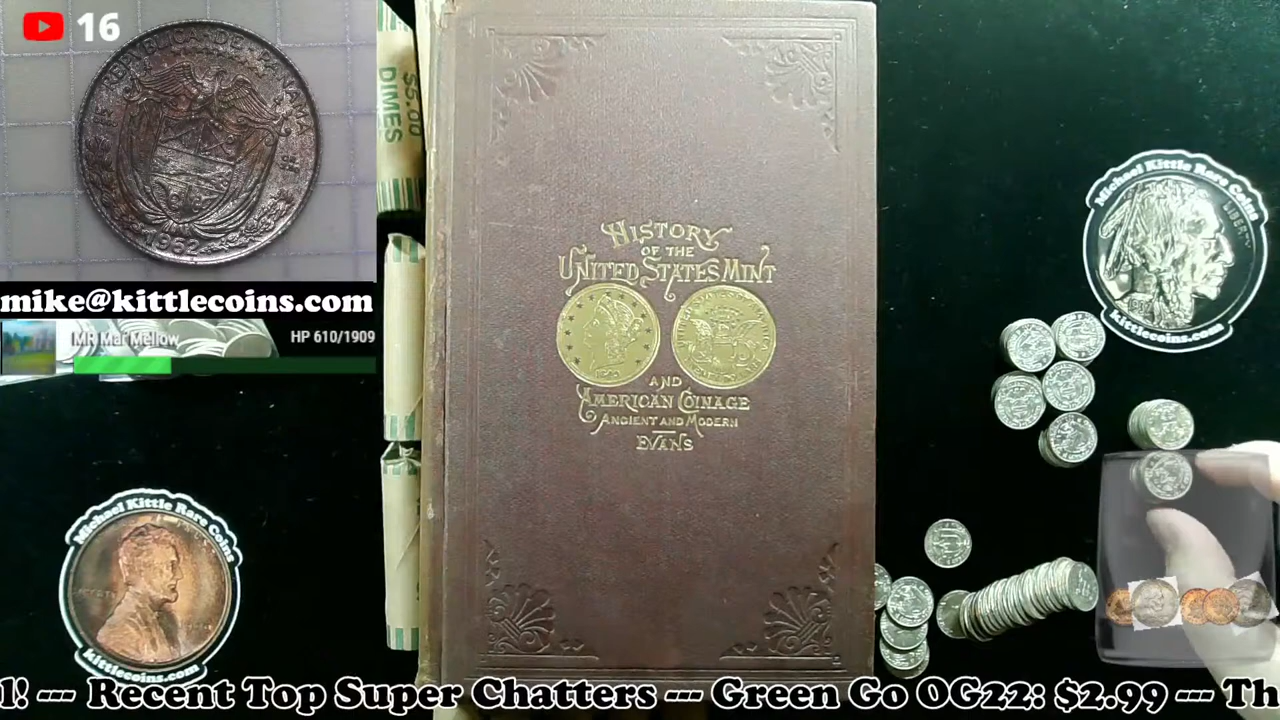 16
REPUBLICA DE PANAMA
1962
mike@kittlecoins.com
MR Mar Mellow
HP 610/1909
$5.00
DIMES
HISTORY
OF THE
UNITED STATES MINT
AND
AMERICAN COINAGE
ANCIENT AND MODERN
EVANS
Michael Kittle Rare Coins
LIBERTY
kittlecoins.com
Michael Kittle Rare Coins
kittlecoins.com
! --- Recent Top Super Chatters --- Green Go OG22: $2.99 --- Th